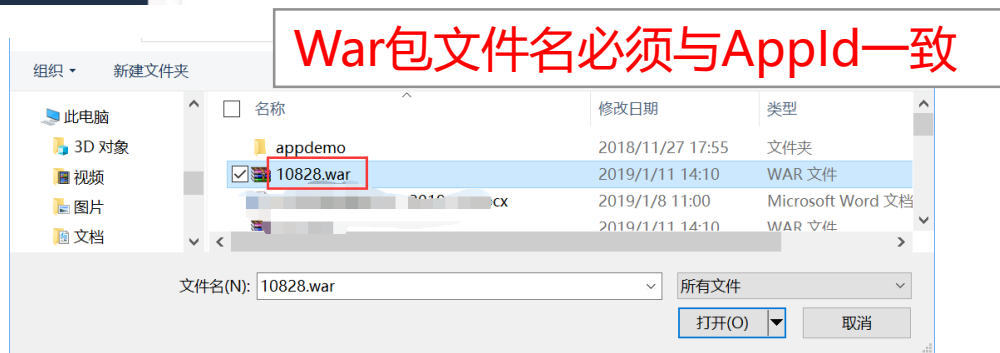 War包文件名必须与AppId一致
组织 新建文件夹
此电脑
3D 对象
视频
图片
文档
名称 修改日期 类型
appdemo 2018/11/27 17:55 文件夹
10828.war 2019/1/11 14:10 WAR 文件
2019/1/8 11:00 Microsoft Word 文档
2019/1/11 14:10 WAR 文件
文件名(N): 10828.war 所有文件
打开(O) 取消